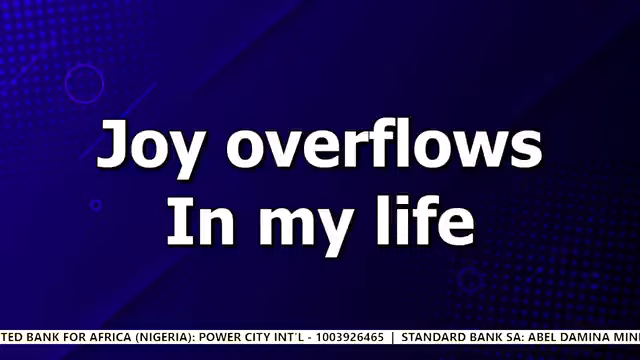 Joy overflows
In my life
TED BANK FOR AFRICA (NIGERIA): POWER CITY INT'L - 1003926465 | STANDARD BANK SA: ABEL DAMINA MIN